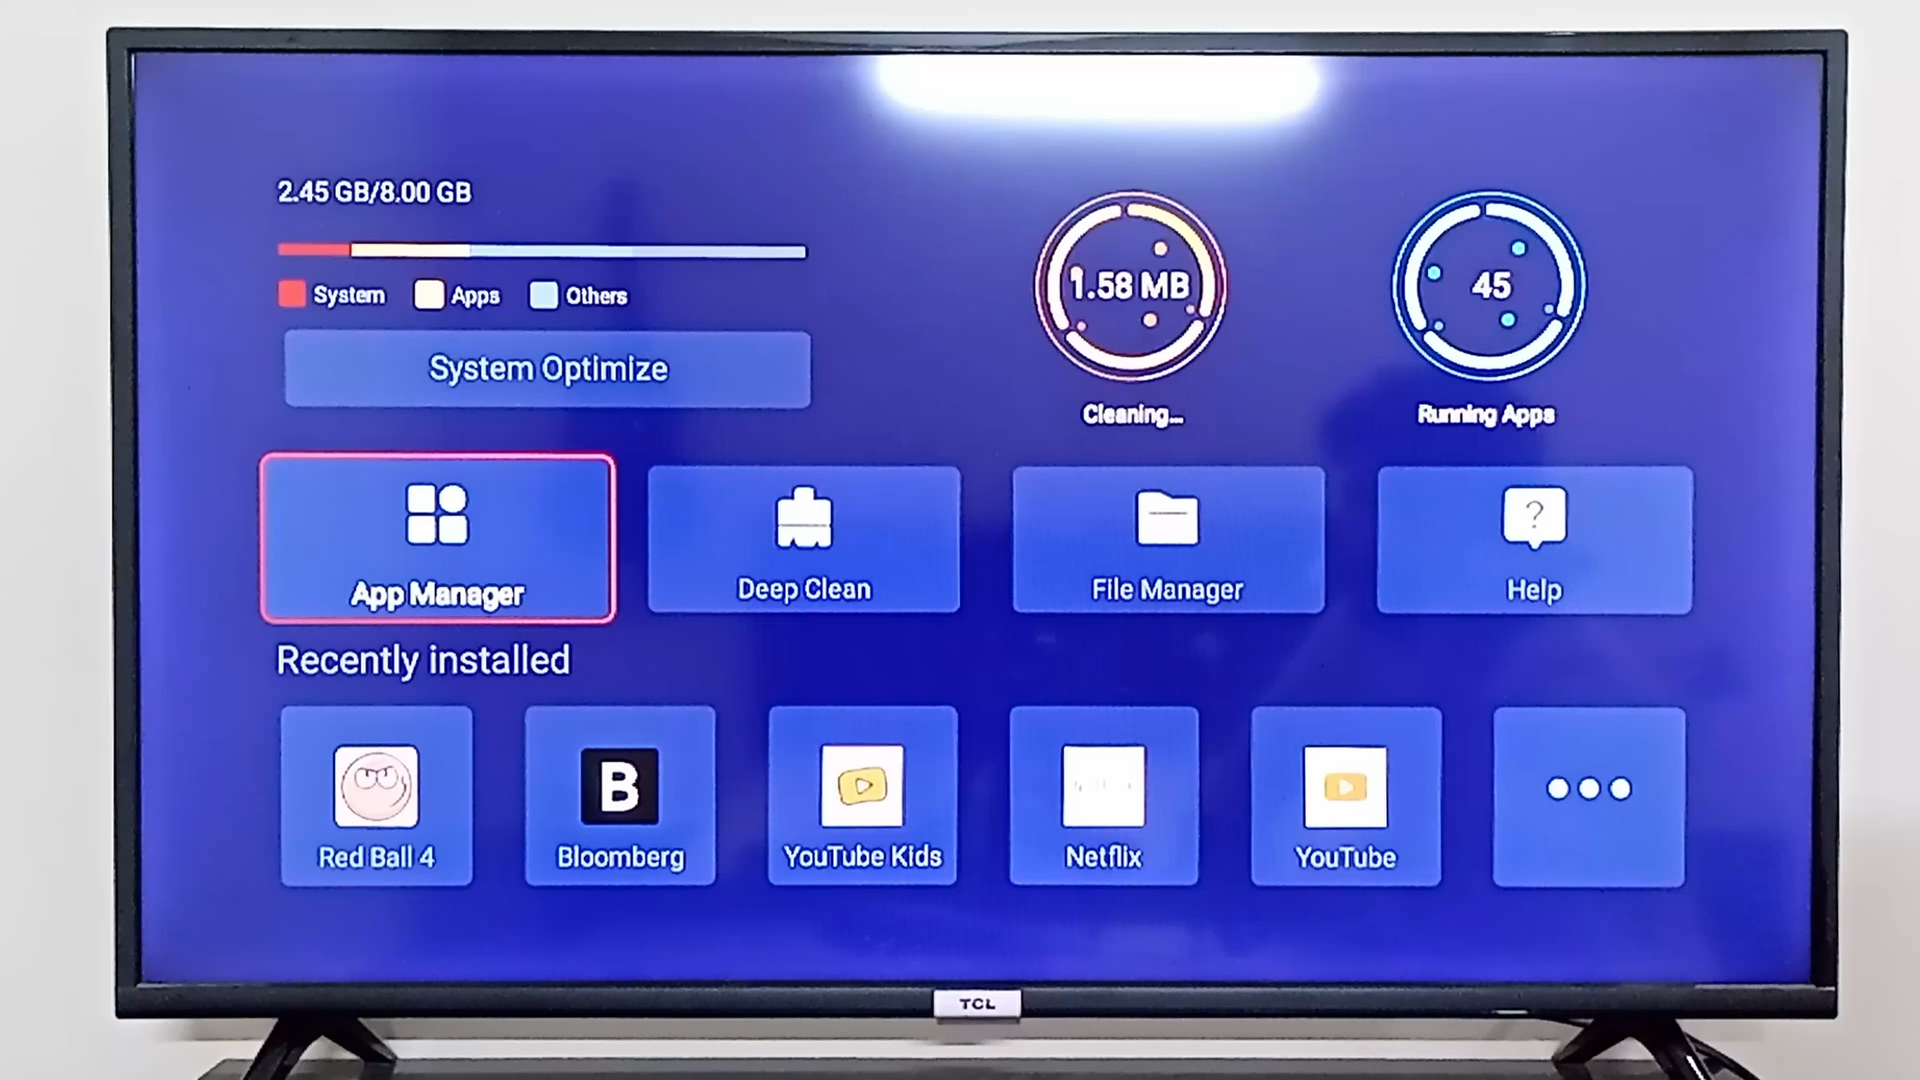 2.45 GB/8.00 GB
System Apps Others
System Optimize
1.58 MB
Cleaning...
45
Running Apps
App Manager
Deep Clean
File Manager
?
Help
Recently installed
Red Ball 4
B
Bloomberg
YouTube Kids
Netflix
YouTube
TCL